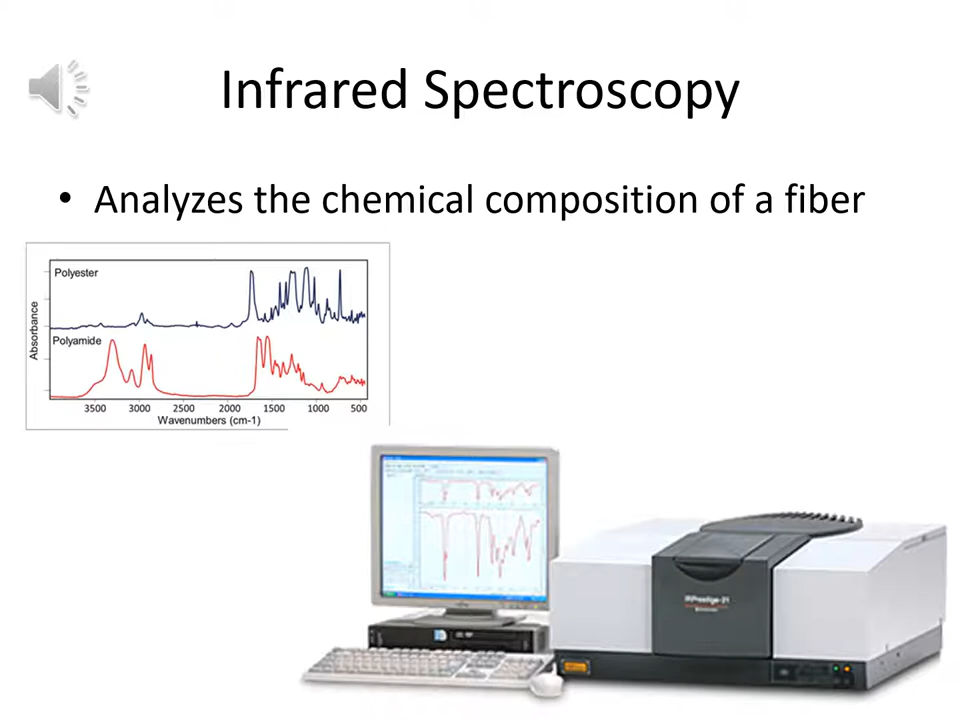 Infrared Spectroscopy
• Analyzes the chemical composition of a fiber
Polyester
Absorbance
Polyamide
3500 3000 2500 2000 1500 1000 500
Wavenumbers (cm-1)
IRPrestige-21